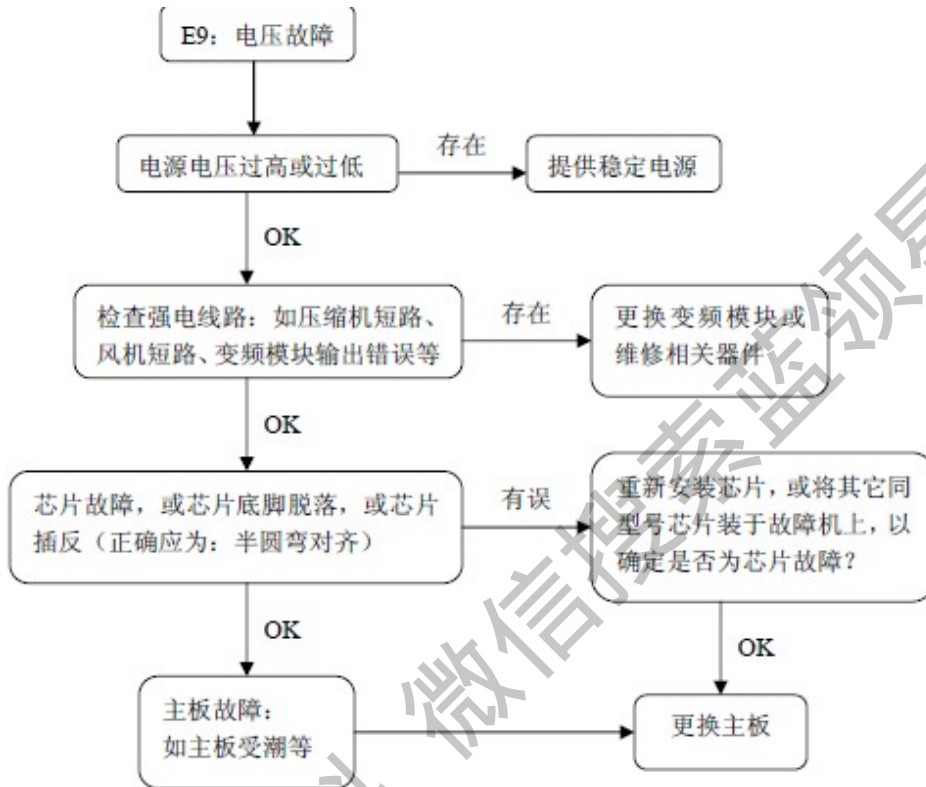 E9：电压故障
电源电压过高或过低
存在
提供稳定电源
OK
检查强电线路：如压缩机短路、
风机短路、变频模块输出错误等
存在
更换变频模块或
维修相关器件
OK
芯片故障，或芯片底脚脱落，或芯片
插反（正确应为：半圆弯对齐）
有误
重新安装芯片，或将其它同
型号芯片装于故障机上，以
确定是否为芯片故障？
OK
OK
主板故障：
如主板受潮等
更换主板
微信搜索蓝领